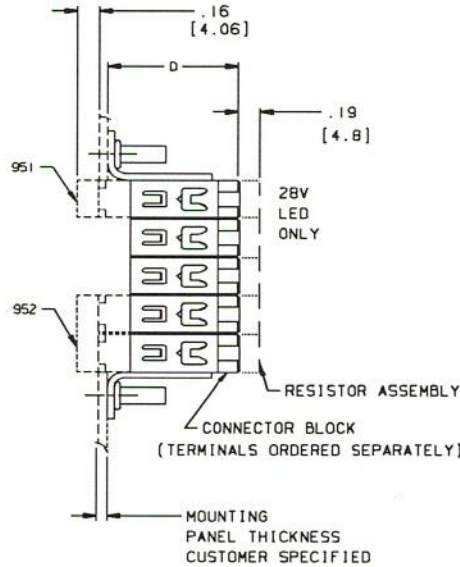 .16
[4.06]
D
.19
[4.8]
951
28V
LED
ONLY
952
RESISTOR ASSEMBLY
CONNECTOR BLOCK
(TERMINALS ORDERED SEPARATELY)
MOUNTING
PANEL THICKNESS
CUSTOMER SPECIFIED